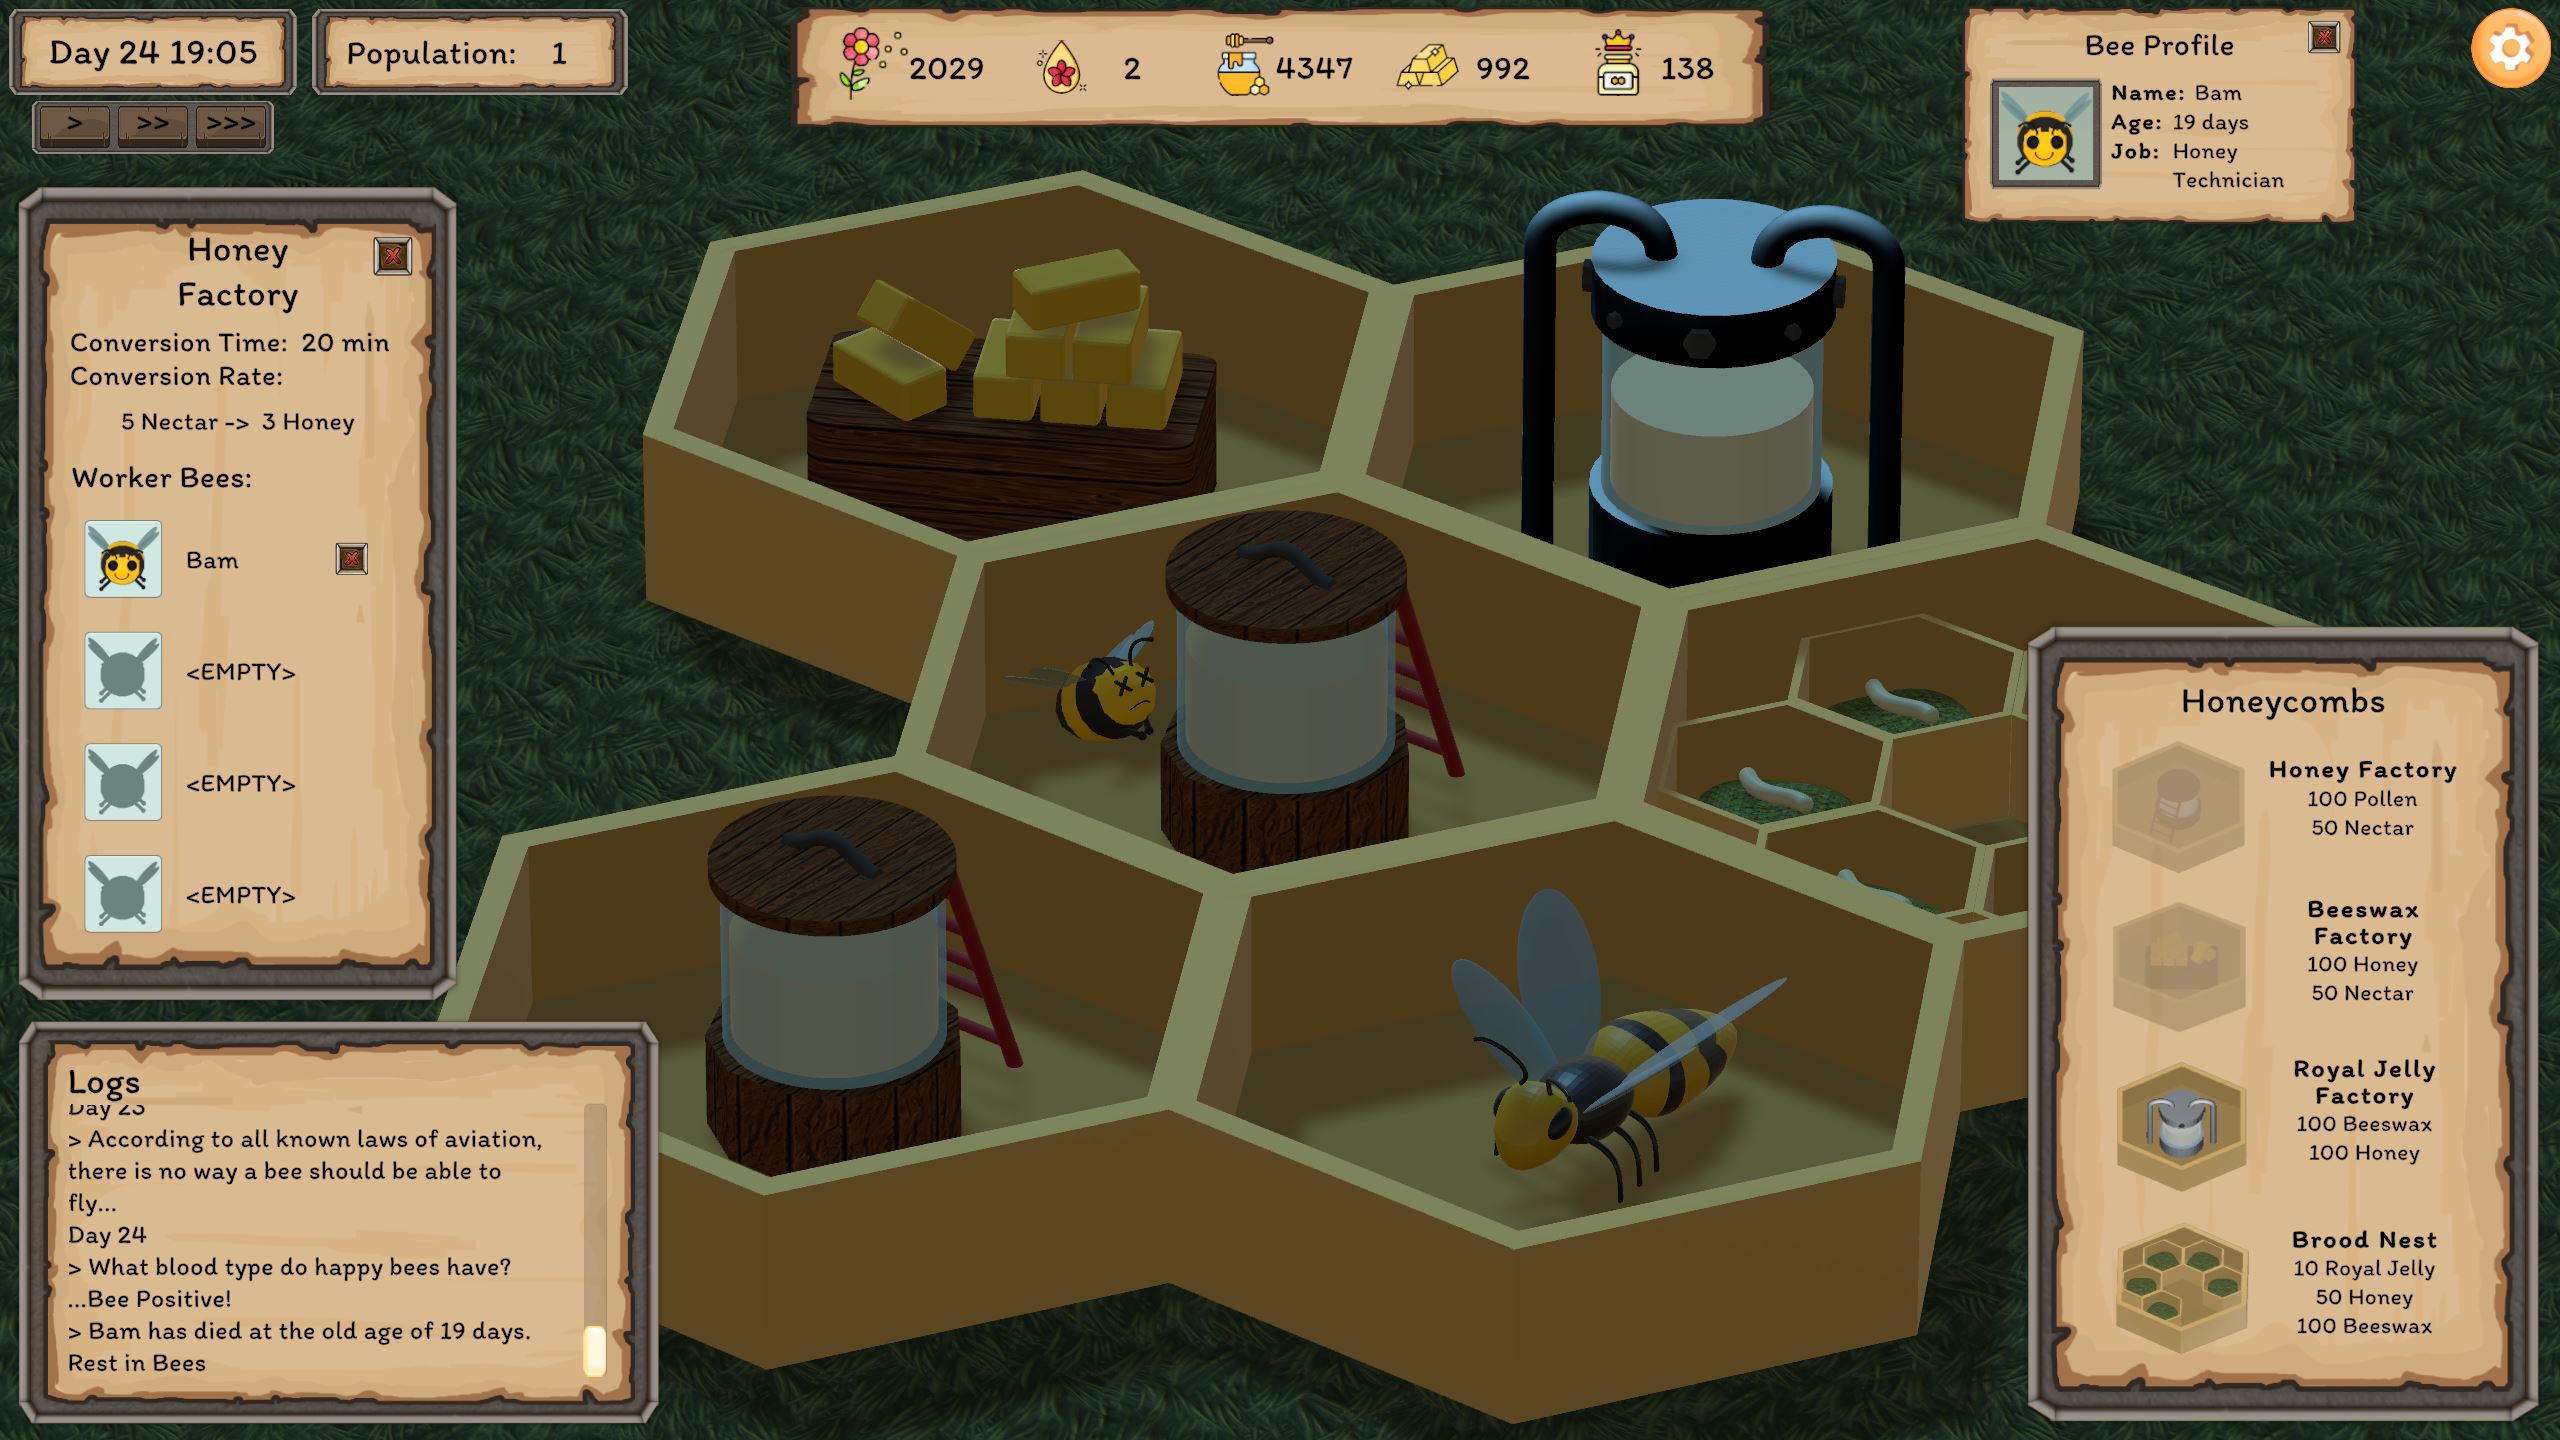 Day 24 19:05
Population: 1
> >> >>>
2029 2 4347 992 138
Bee Profile
Name: Bam
Age: 19 days
Job: Honey
Technician
Honey
Factory
Conversion Time: 20 min
Conversion Rate:
5 Nectar -> 3 Honey
Worker Bees:
Bam
<EMPTY>
<EMPTY>
<EMPTY>
Logs
Day 23
> According to all known laws of aviation,
there is no way a bee should be able to
fly...
Day 24
> What blood type do happy bees have?
...Bee Positive!
> Bam has died at the old age of 19 days.
Rest in Bees
Honeycombs
Honey Factory
100 Pollen
50 Nectar
Beeswax
Factory
100 Honey
50 Nectar
Royal Jelly
Factory
100 Beeswax
100 Honey
Brood Nest
10 Royal Jelly
50 Honey
100 Beeswax